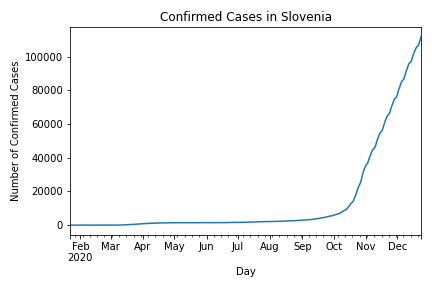 Confirmed Cases in Slovenia
Number of Confirmed Cases
100000
80000
60000
40000
20000
0
Feb Mar Apr May Jun Jul Aug Sep Oct Nov Dec
2020
Day